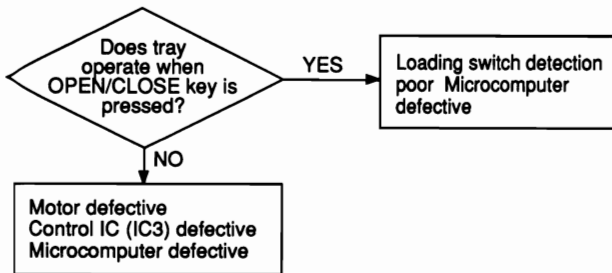 Does tray
operate when
OPEN/CLOSE key is
pressed?
YES
Loading switch detection
poor Microcomputer
defective
NO
Motor defective
Control IC (IC3) defective
Microcomputer defective